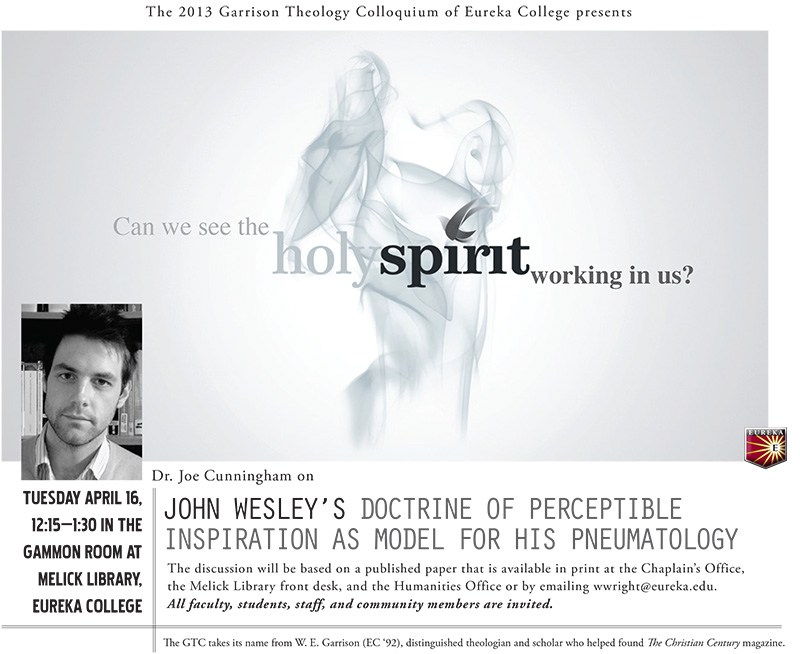 The 2013 Garrison Theology Colloquium of Eureka College presents
Can we see the holyspirit working in us?
EUREKA
E
Dr. Joe Cunningham on
TUESDAY APRIL 16,
12:15—1:30 IN THE
GAMMON ROOM AT
MELICK LIBRARY,
EUREKA COLLEGE
JOHN WESLEY'S DOCTRINE OF PERCEPTIBLE
INSPIRATION AS MODEL FOR HIS PNEUMATOLOGY
The discussion will be based on a published paper that is available in print at the Chaplain's Office,
the Melick Library front desk, and the Humanities Office or by emailing wwright@eureka.edu.
All faculty, students, staff, and community members are invited.
The GTC takes its name from W. E. Garrison (EC '92), distinguished theologian and scholar who helped found The Christian Century magazine.